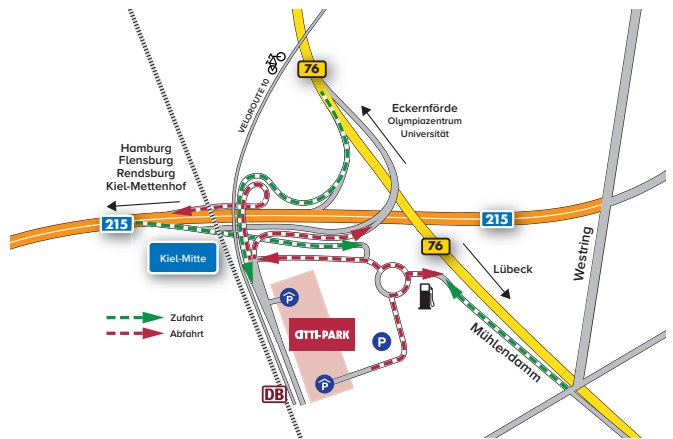 76
VELOROUTE 10
Eckernförde
Olympiazentrum
Universität
Hamburg
Flensburg
Rendsburg
Kiel-Mettenhof
215
215
76
Kiel-Mitte
Lübeck
Westring
P
Zufahrt
Abfahrt
CITTI-PARK
P
Mühlendamm
P
DB